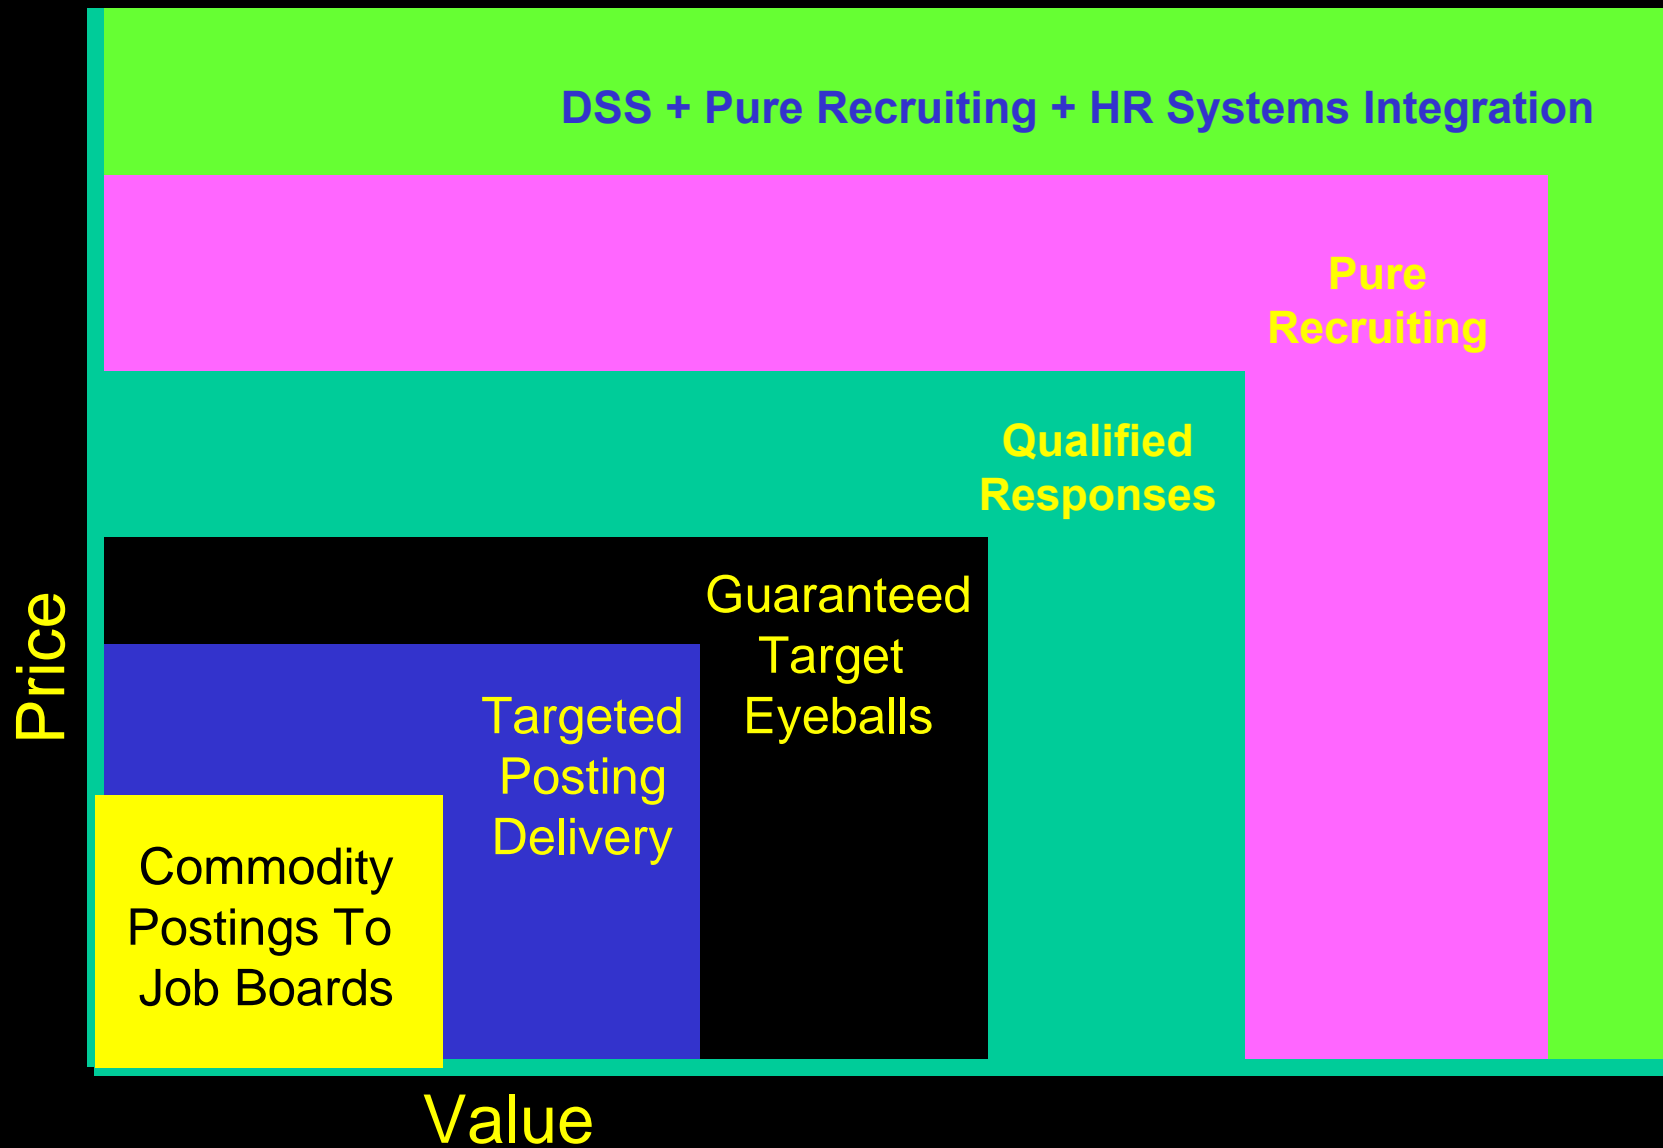 DSS + Pure Recruiting + HR Systems Integration
Pure
Recruiting
Qualified
Responses
Guaranteed
Target
Eyeballs
Targeted
Posting
Delivery
Commodity
Postings To
Job Boards
Price
Value